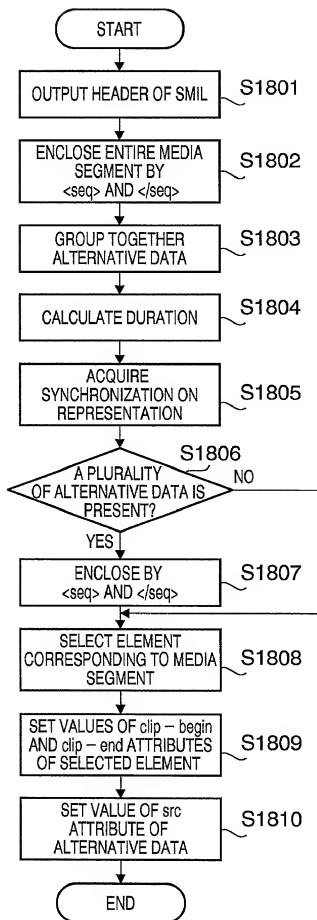 START
OUTPUT HEADER OF SMIL
S1801
ENCLOSE ENTIRE MEDIA
SEGMENT BY
<seq> AND </seq>
S1802
GROUP TOGETHER
ALTERNATIVE DATA
S1803
CALCULATE DURATION
S1804
ACQUIRE
SYNCHRONIZATION ON
REPRESENTATION
S1805
S1806
A PLURALITY
OF ALTERNATIVE DATA IS
PRESENT?
NO
YES
ENCLOSE BY
<seq> AND </seq>
S1807
SELECT ELEMENT
CORRESPONDING TO MEDIA
SEGMENT
S1808
SET VALUES OF clip – begin
AND clip – end ATTRIBUTES
OF SELECTED ELEMENT
S1809
SET VALUE OF src
ATTRIBUTE OF
ALTERNATIVE DATA
S1810
END